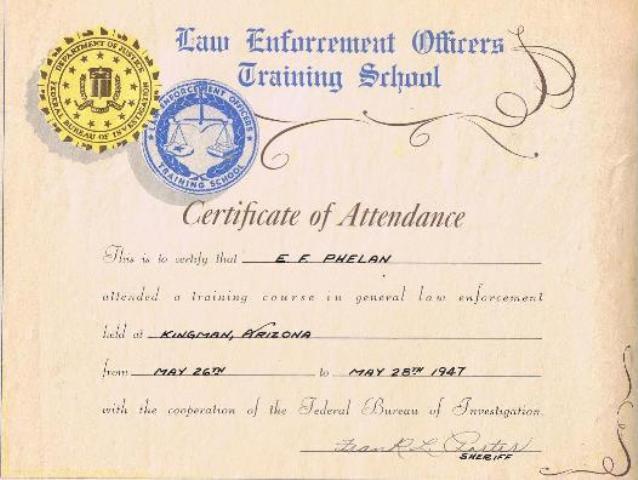 Law Enforcement Officers
Training School
DEPARTMENT OF JUSTICE
FEDERAL BUREAU OF INVESTIGATION
LAW ENFORCEMENT OFFICERS
TRAINING SCHOOL
Certificate of Attendance
This is to certify that E F. PHELAN
attended a training course in general law enforcement
held at KINGMAN, ARIZONA
from MAY 26TH to MAY 28TH 1947
with the cooperation of the Federal Bureau of Investigation.
Frank L. Porter
SHERIFF